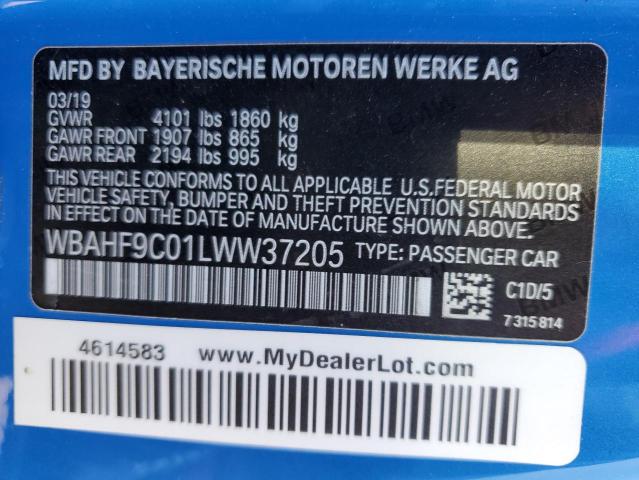 MFD BY BAYERISCHE MOTOREN WERKE AG
03/19
GVWR 4101 lbs 1860 kg
GAWR FRONT 1907 lbs 865 kg
GAWR REAR 2194 lbs 995 kg
THIS VEHICLE CONFORMS TO ALL APPLICABLE U.S.FEDERAL MOTOR
VEHICLE SAFETY, BUMPER AND THEFT PREVENTION STANDARDS
IN EFFECT ON THE DATE OF MANUFACTURE SHOWN ABOVE.
WBAHF9C01LWW37205 TYPE: PASSENGER CAR
C1D/5
7315814
4614583 www.MyDealerLot.com